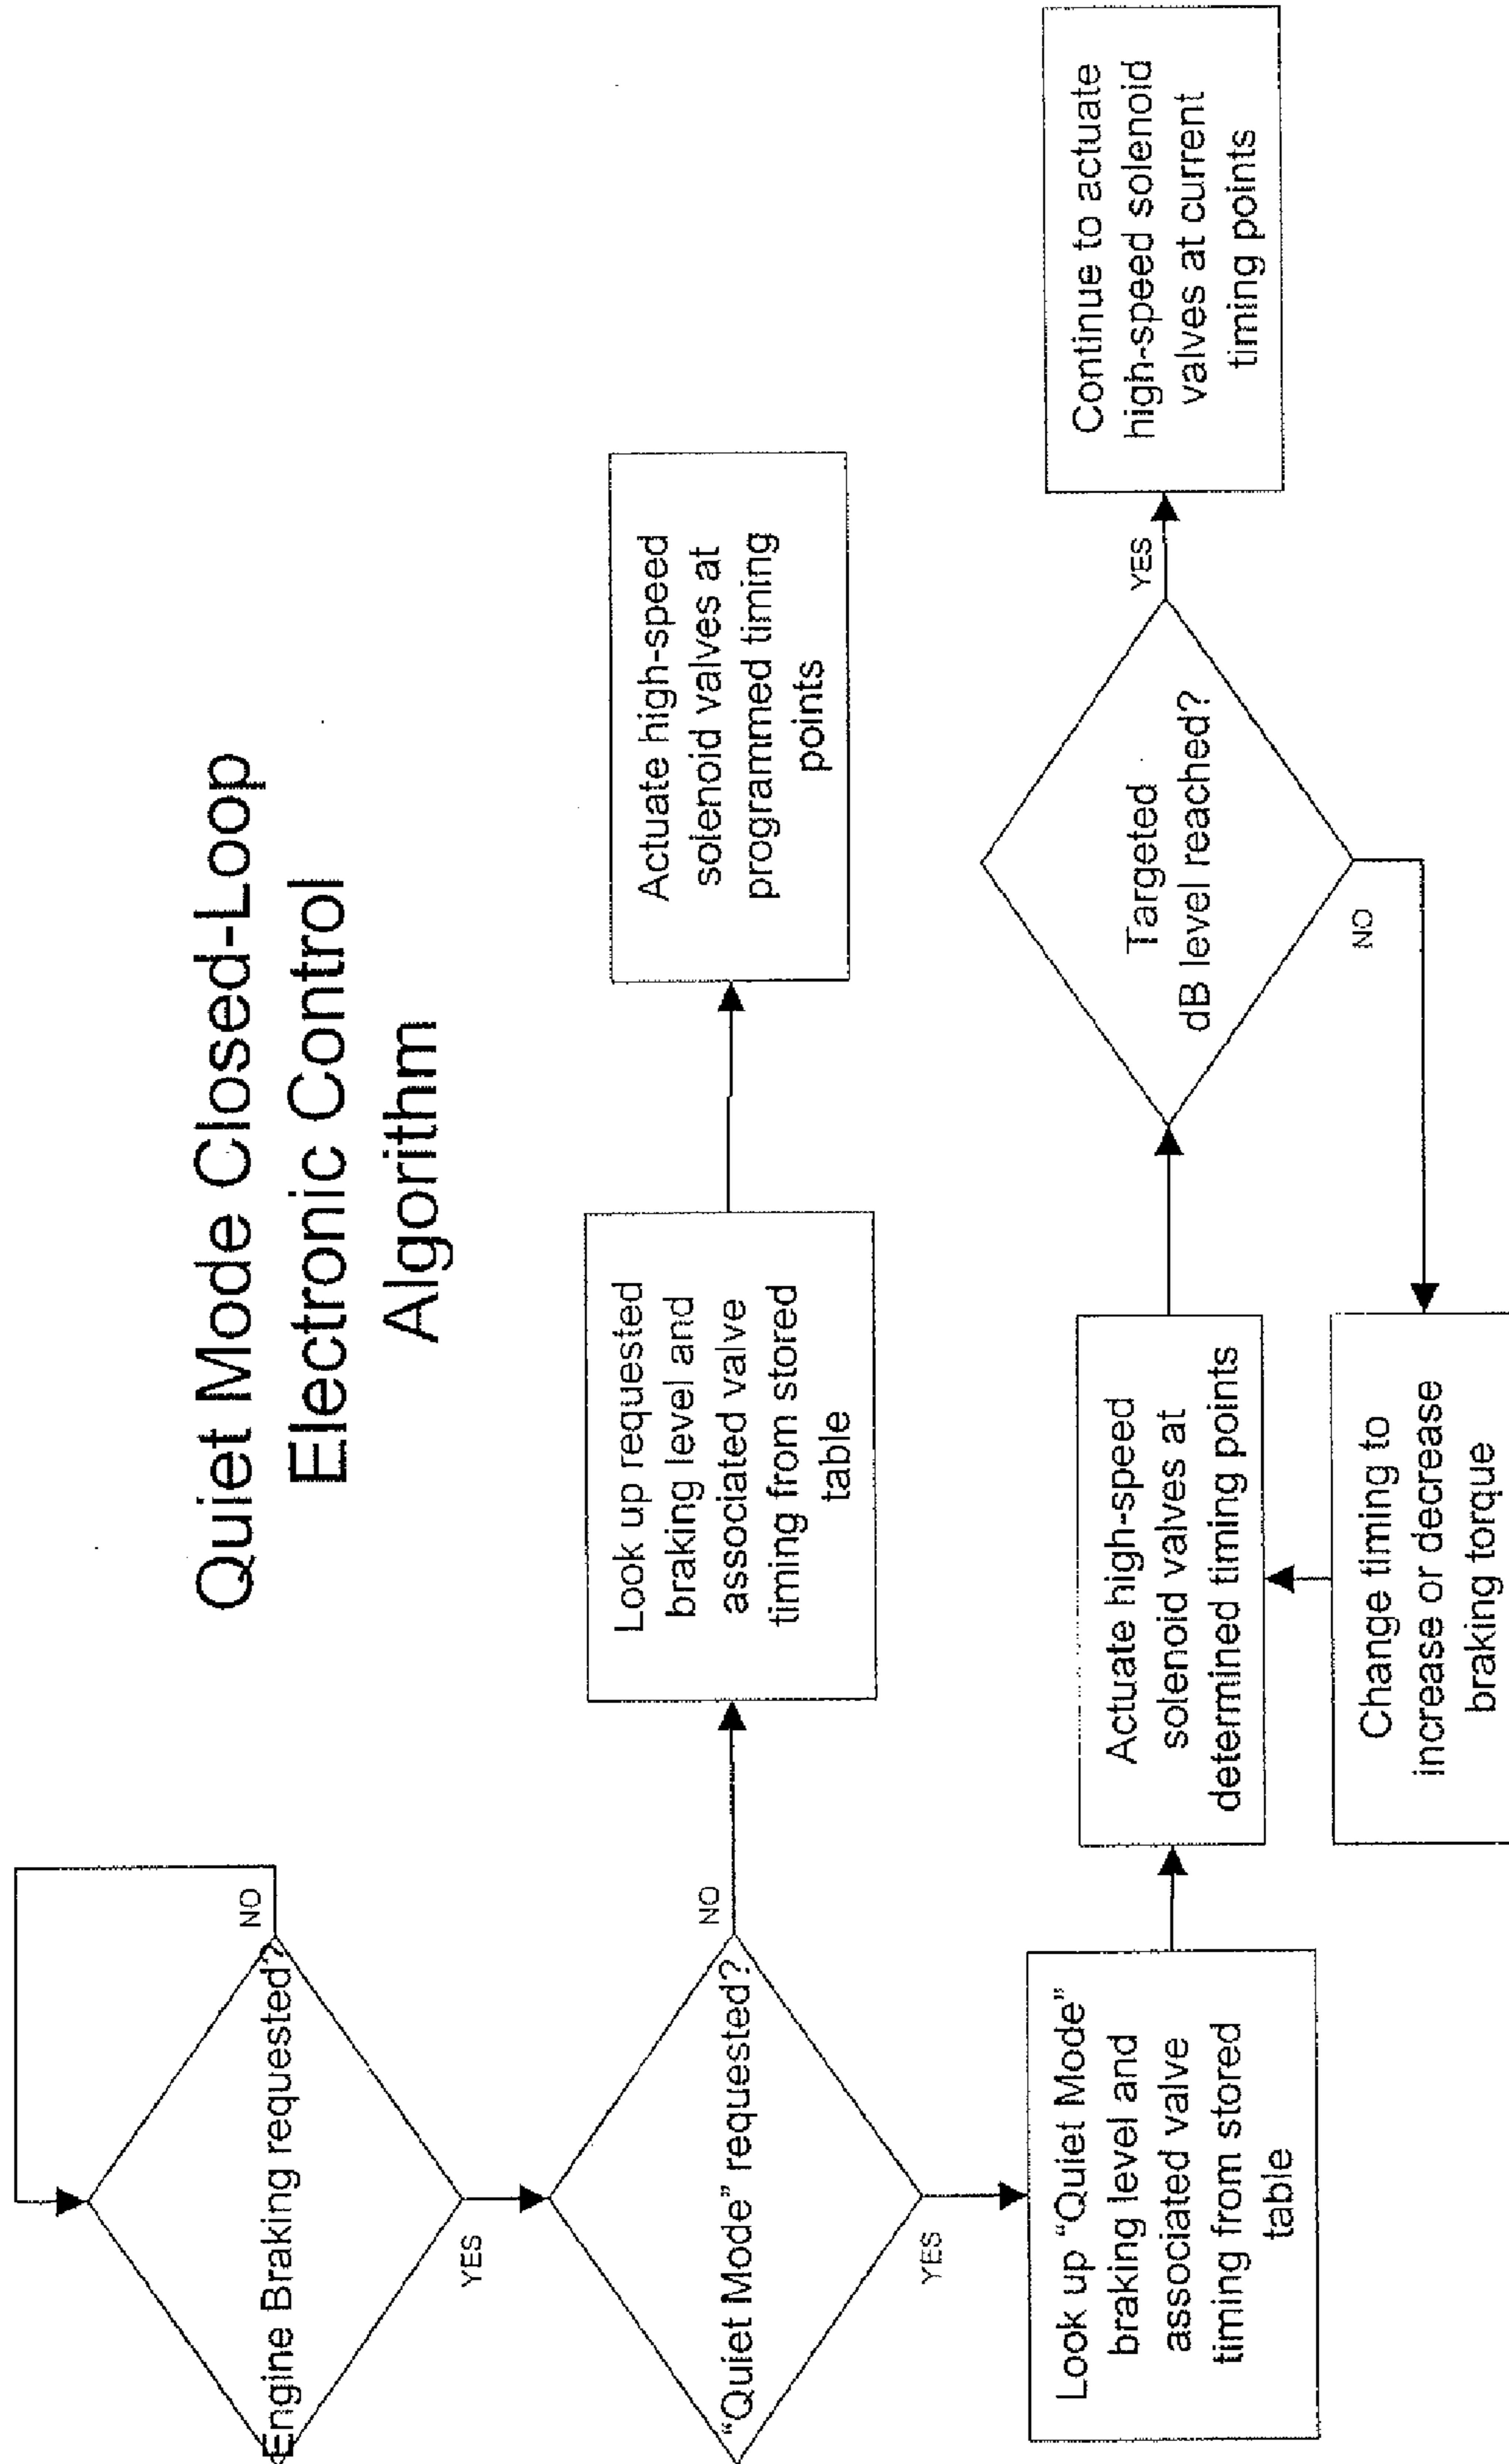 Quiet Mode Closed-Loop
Electronic Control
Algorithm
Engine Braking requested?
NO
YES
"Quiet Mode" requested?
NO
YES
Look up requested
braking level and
associated valve
timing from stored
table
Actuate high-speed
solenoid valves at
programmed timing
points
Look up "Quiet Mode"
braking level and
associated valve
timing from stored
table
Actuate high-speed
solenoid valves at
determined timing points
Targeted
dB level reached?
YES
NO
Continue to actuate
high-speed solenoid
valves at current
timing points
Change timing to
increase or decrease
braking torque